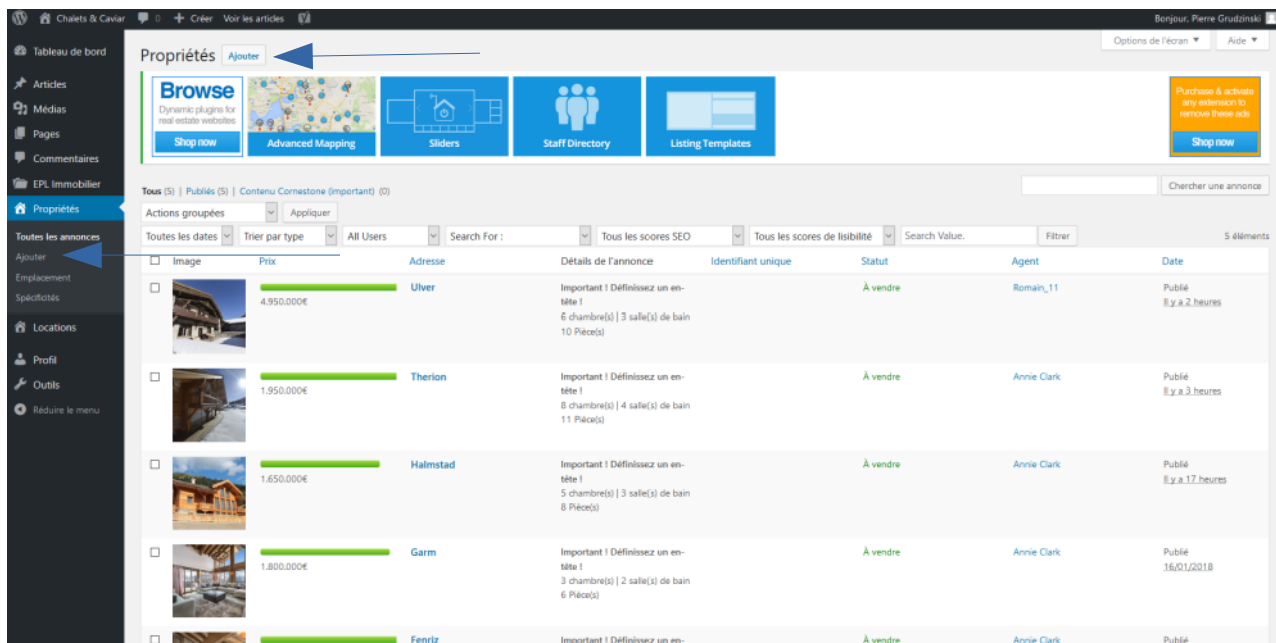 Chalets & Caviar 0 Créer Voir les articles Bonjour, Pierre Grudzinski
Options de l'écran Aide
Tableau de bord
Articles
Médias
Pages
Commentaires
EPL Immobilier
Propriétés
Toutes les annonces
Ajouter
Emplacement
Spécificités
Locations
Profil
Outils
Réduire le menu
Propriétés Ajouter
Browse
Dynamic plugins for
real estate websites
Shop now
Advanced Mapping
Sliders
Staff Directory
Listing Templates
Purchase & activate
any extension to
remove these ads
Shop now
Tous (5) | Publiés (5) | Contenu Cornestone (important) (0)
Chercher une annonce
Actions groupées Appliquer
Toutes les dates Trier par type All Users Search For : Tous les scores SEO Tous les scores de lisibilité Search Value. Filtrer 5 éléments
Image Prix Adresse Détails de l'annonce Identifiant unique Statut Agent Date
4.950.000€ Ulver Important ! Définissez un en-
tête !
6 chambre(s) | 3 salle(s) de bain
10 Pièce(s)
À vendre Romain_11 Publié
Il y a 2 heures
1.950.000€ Therion Important ! Définissez un en-
tête !
8 chambre(s) | 4 salle(s) de bain
11 Pièce(s)
À vendre Annie Clark Publié
Il y a 3 heures
1.650.000€ Halmstad Important ! Définissez un en-
tête !
5 chambre(s) | 3 salle(s) de bain
8 Pièce(s)
À vendre Annie Clark Publié
Il y a 17 heures
1.800.000€ Garm Important ! Définissez un en-
tête !
3 chambre(s) | 2 salle(s) de bain
6 Pièce(s)
À vendre Annie Clark Publié
16/01/2018
Fenriz Important ! Définissez un en- À vendre Annie Clark Publié